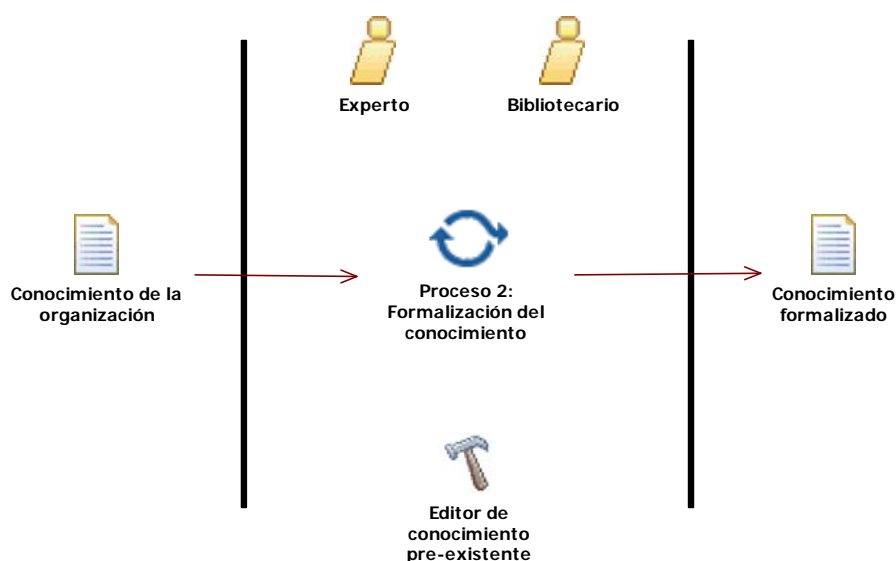 Experto
Bibliotecario
Conocimiento de la
organización
Proceso 2:
Formalización del
conocimiento
Conocimiento
formalizado
Editor de
conocimiento
pre-existente